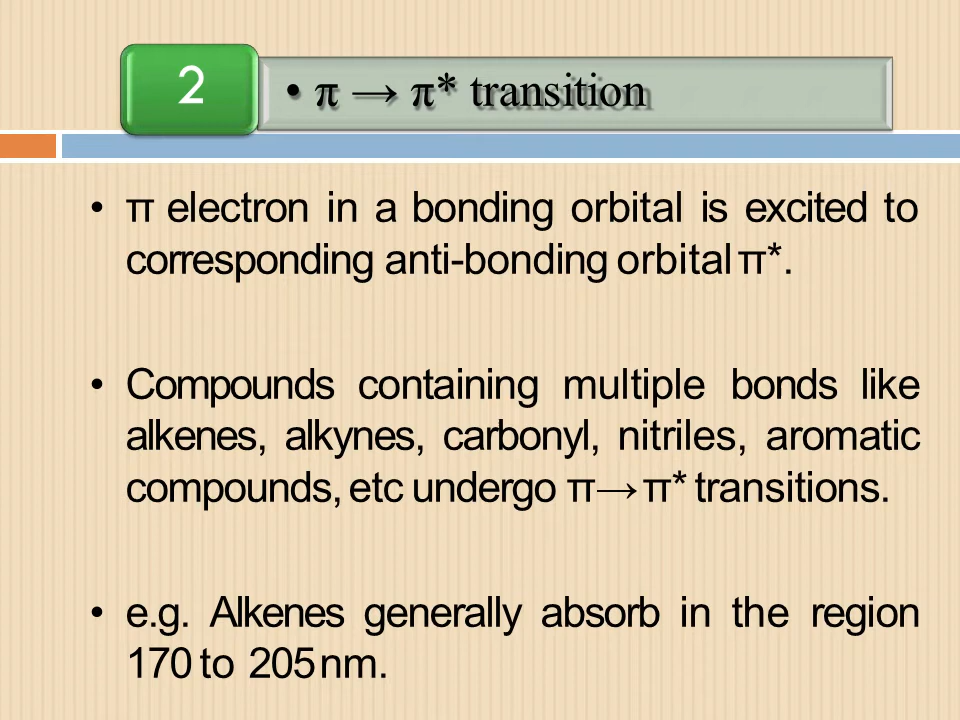 2
• π → π* transition
• π electron in a bonding orbital is excited to
corresponding anti-bonding orbital π*.
• Compounds containing multiple bonds like
alkenes, alkynes, carbonyl, nitriles, aromatic
compounds, etc undergo π→π* transitions.
• e.g. Alkenes generally absorb in the region
170 to 205 nm.